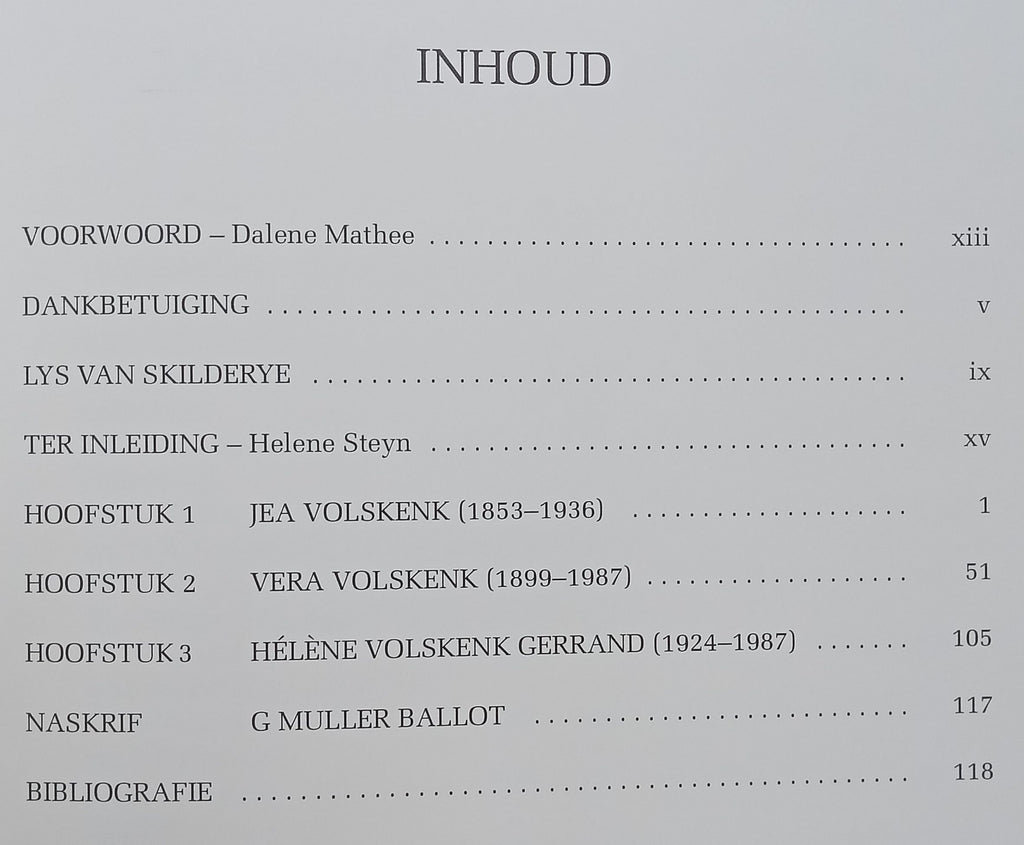 INHOUD
VOORWOORD – Dalene Mathee ................................. xiii
DANKBETUIGING ............................................ v
LYS VAN SKILDERYE ......................................... ix
TER INLEIDING – Helene Steyn ................................. xv
HOOFSTUK 1 JEA VOLSKENK (1853–1936) ................... 1
HOOFSTUK 2 VERA VOLSKENK (1899–1987) .................. 51
HOOFSTUK 3 HÉLÈNE VOLSKENK GERRAND (1924–1987) ....... 105
NASKRIF G MULLER BALLOT .......................... 117
BIBLIOGRAFIE .............................................. 118